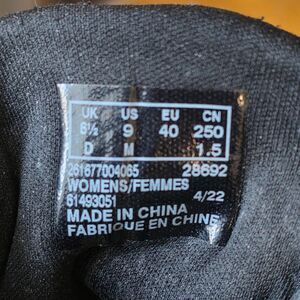 UK US EU CN
6½ 9 40 250
D M 1.5
261677004065 28692
WOMENS/FEMMES
61493051 4/22
MADE IN CHINA
FABRIQUÉ EN CHINE